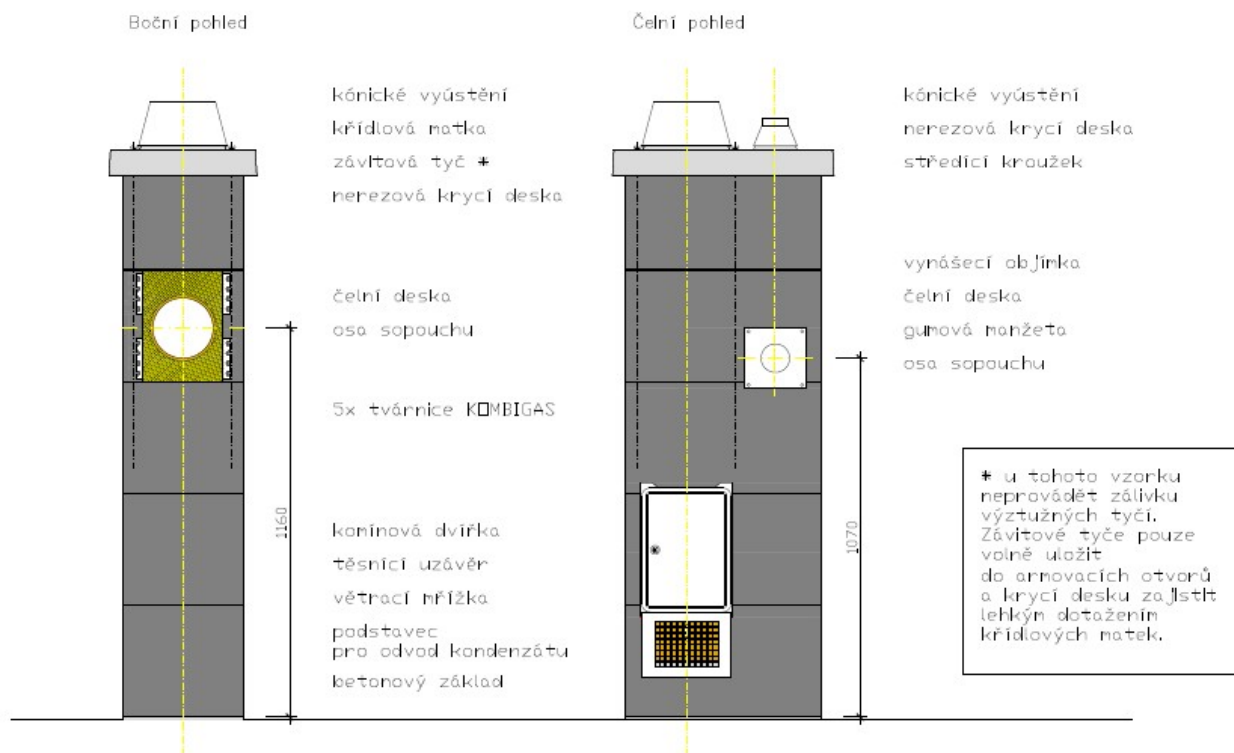 Boční pohled
Čelní pohled
kónické vyústění
křídlová matka
závitová tyč *
nerezová krycí deska
čelní deska
osa sopouchu
5x tvárnice KOMBIGAS
komínová dvířka
těsnící uzávěr
větrací mřížka
podstavec
pro odvod kondenzátu
betonový základ
1160
kónické vyústění
nerezová krycí deska
středící kroužek
vynášecí objímka
čelní deska
gumová manžeta
osa sopouchu
1070
* u tohoto vzorku
neprovádět zálivku
výztužných tyčí.
Závitové tyče pouze
volně uložit
do armovacích otvorů
a krycí desku zajistit
lehkým dotažením
křídlových matek.